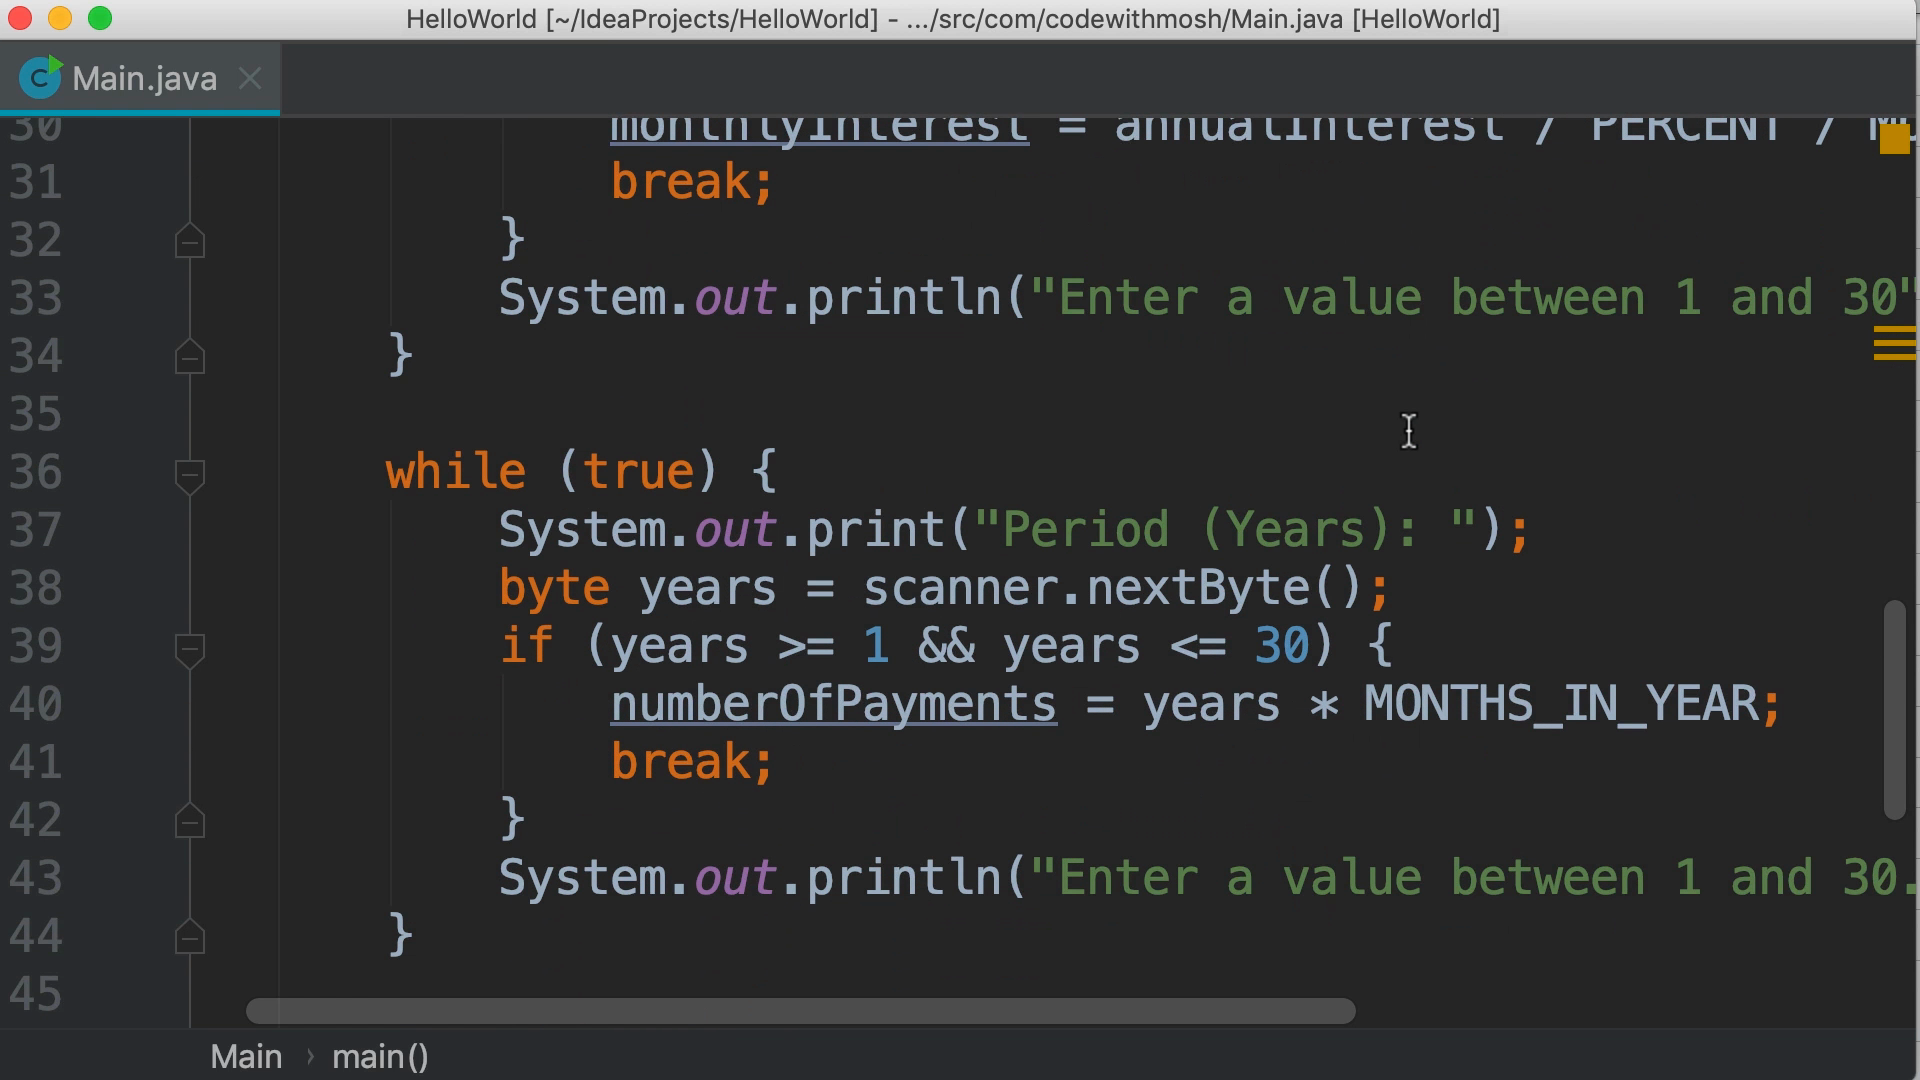 HelloWorld [~/IdeaProjects/HelloWorld] - .../src/com/codewithmosh/Main.java [HelloWorld]
C Main.java
30 monthlyInterest = annualInterest / PERCENT /
31 break;
32 }
33 System.out.println("Enter a value between 1 and 30"
34 }
35
36 while (true) {
37 System.out.print("Period (Years): ");
38 byte years = scanner.nextByte();
39 if (years >= 1 && years <= 30) {
40 numberOfPayments = years * MONTHS_IN_YEAR;
41 break;
42 }
43 System.out.println("Enter a value between 1 and 30.
44 }
45
Main › main()